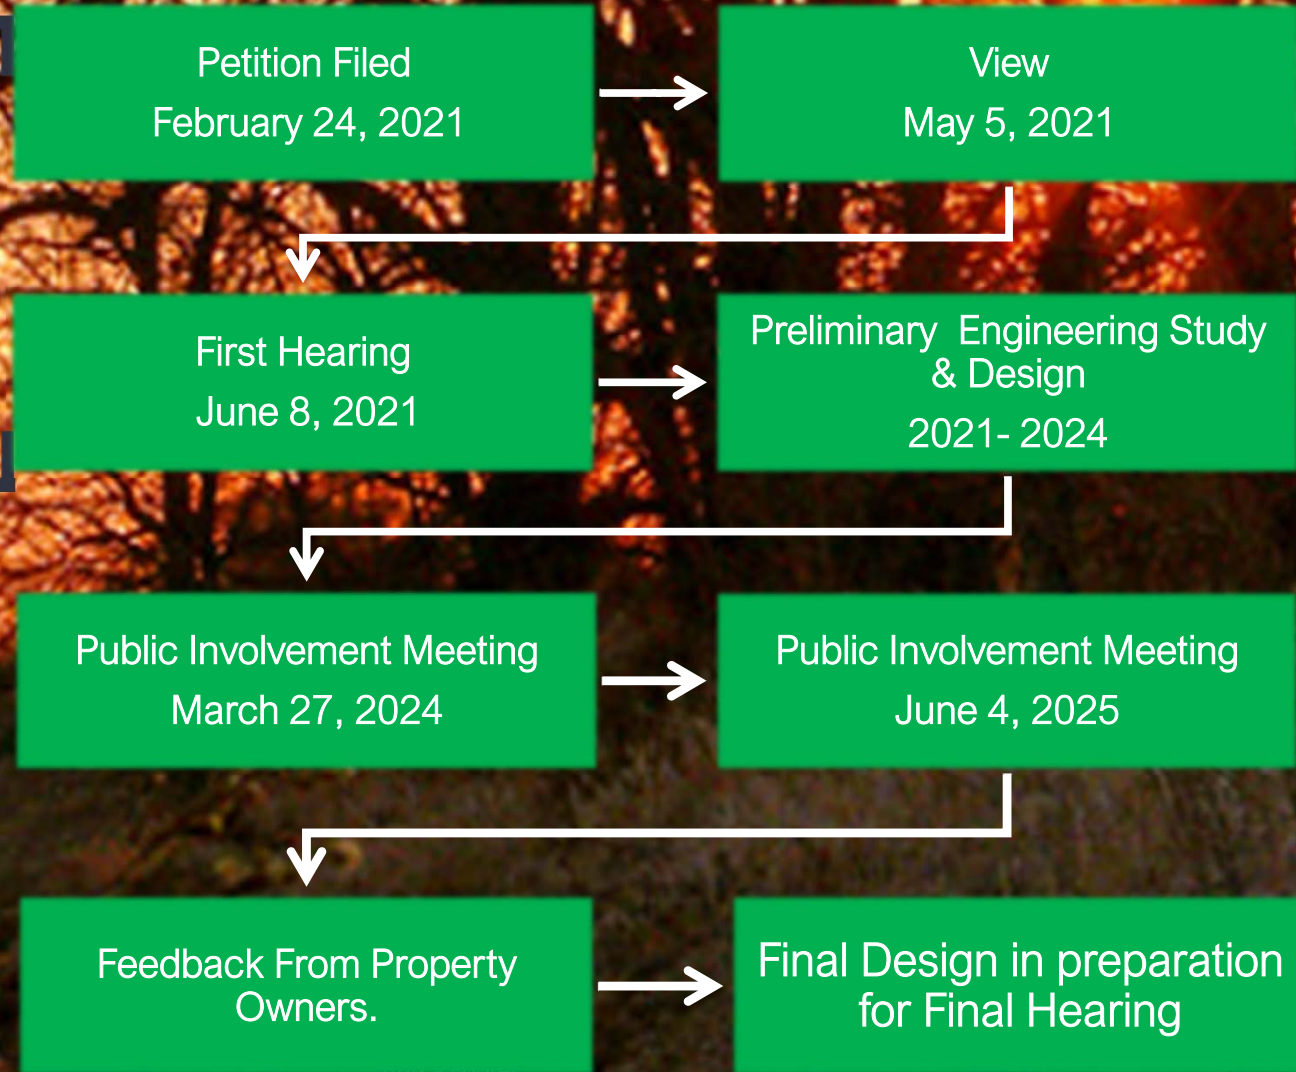 Petition Filed
February 24, 2021
View
May 5, 2021
First Hearing
June 8, 2021
Preliminary  Engineering Study
& Design
2021- 2024
Public Involvement Meeting
March 27, 2024
Public Involvement Meeting
June 4, 2025
Feedback From Property
Owners.
Final Design in preparation
for Final Hearing